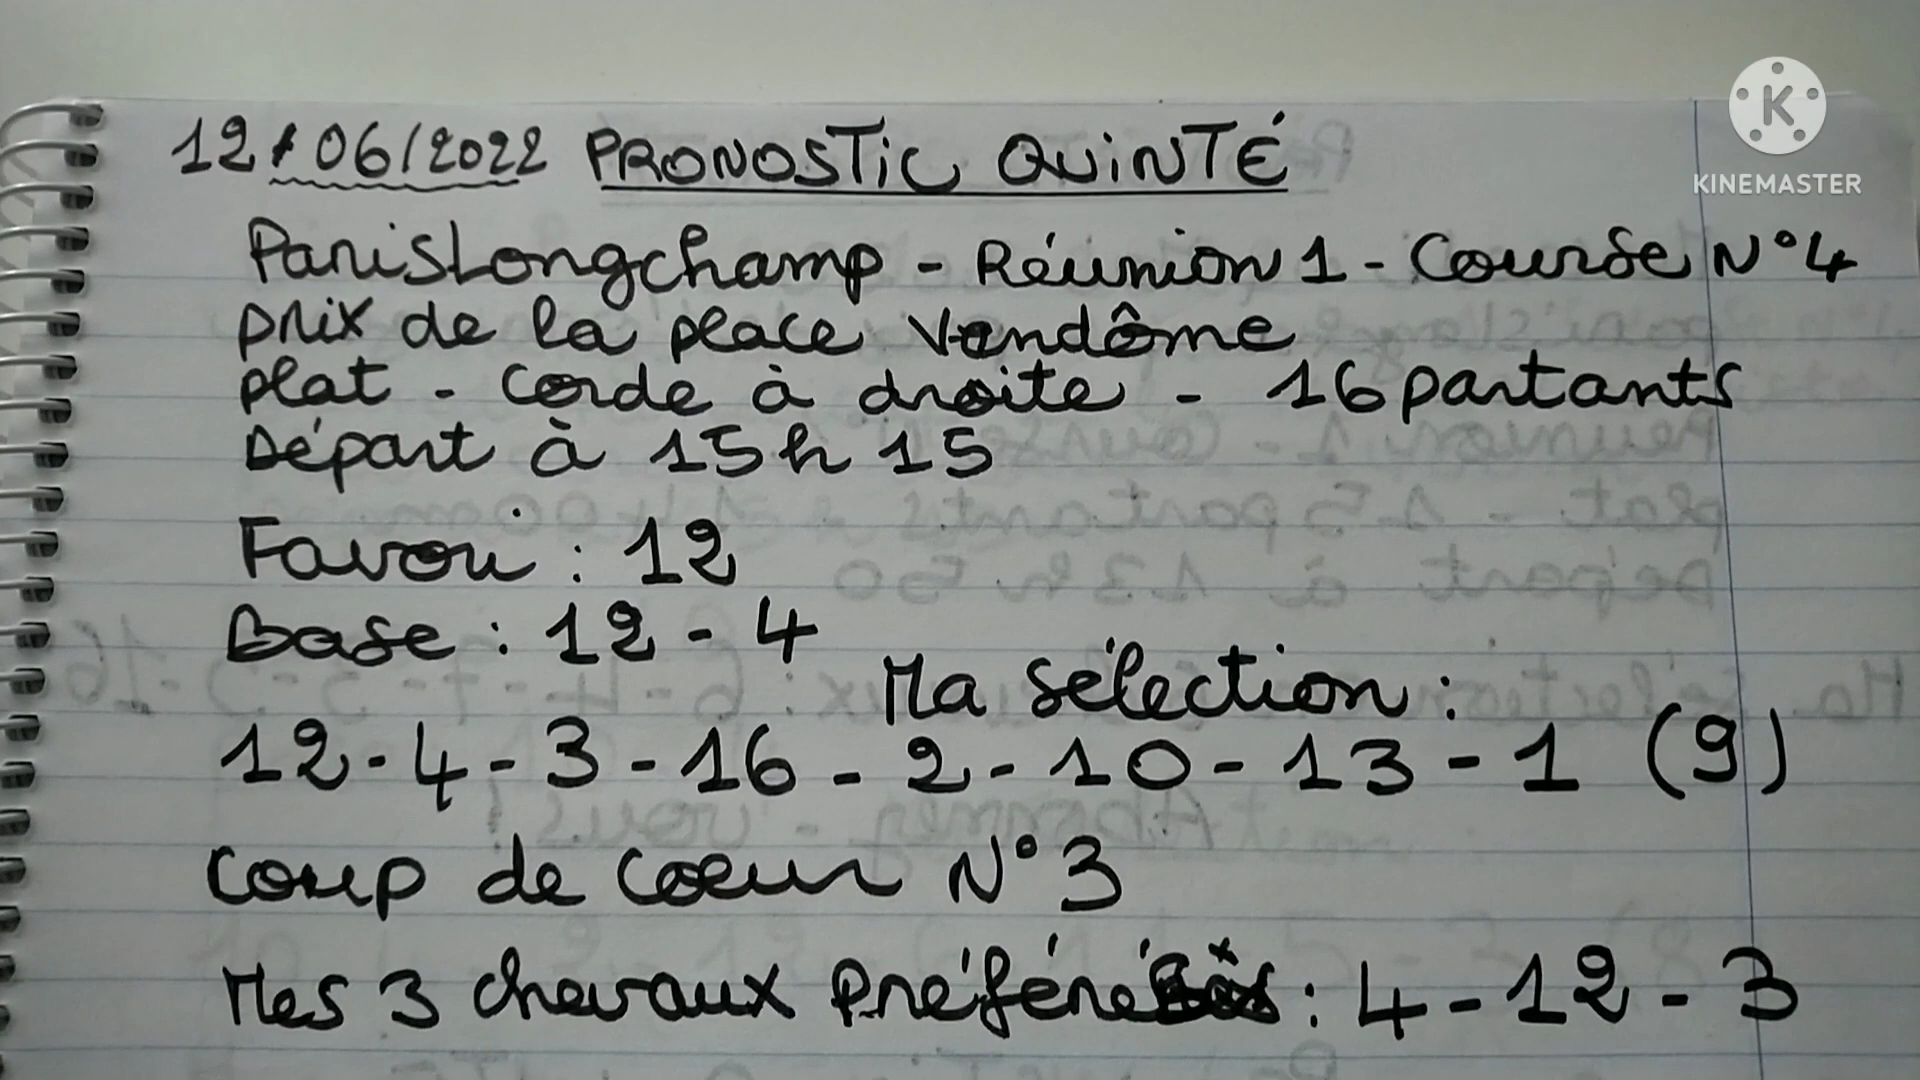 12/06/2022 PRONOSTIC QUINTÉ
KINEMASTER
ParisLongchamp - Réunion 1 - Course N°4
prix de la place Vendôme
plat - corde à droite - 16 partants
Départ à 15h15
Favori : 12
Base : 12 - 4
Ma sélection :
12 - 4 - 3 - 16 - 2 - 10 - 13 - 1 (9)
Coup de coeur N°3
Mes 3 chevaux préférés : 4 - 12 - 3